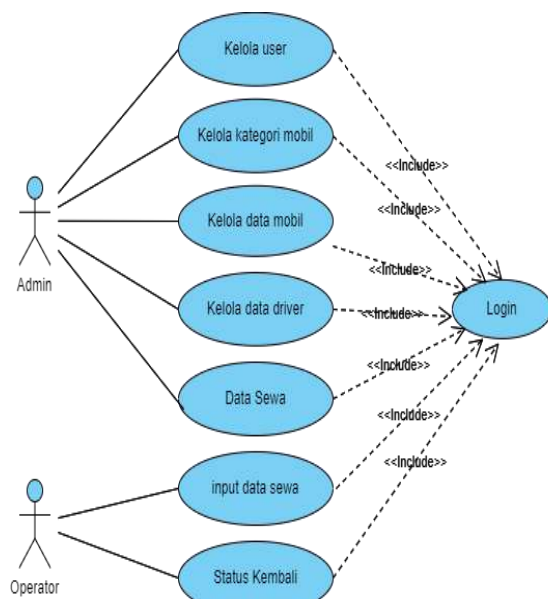 Kelola user
Kelola kategori mobil
<<Include>>
<<Include>>
Kelola data mobil
<<Include>>
Admin
Kelola data driver
<<Include>>
Login
<<Include>>
Data Sewa
<<Include>>
<<Include>>
input data sewa
Operator
Status Kembali